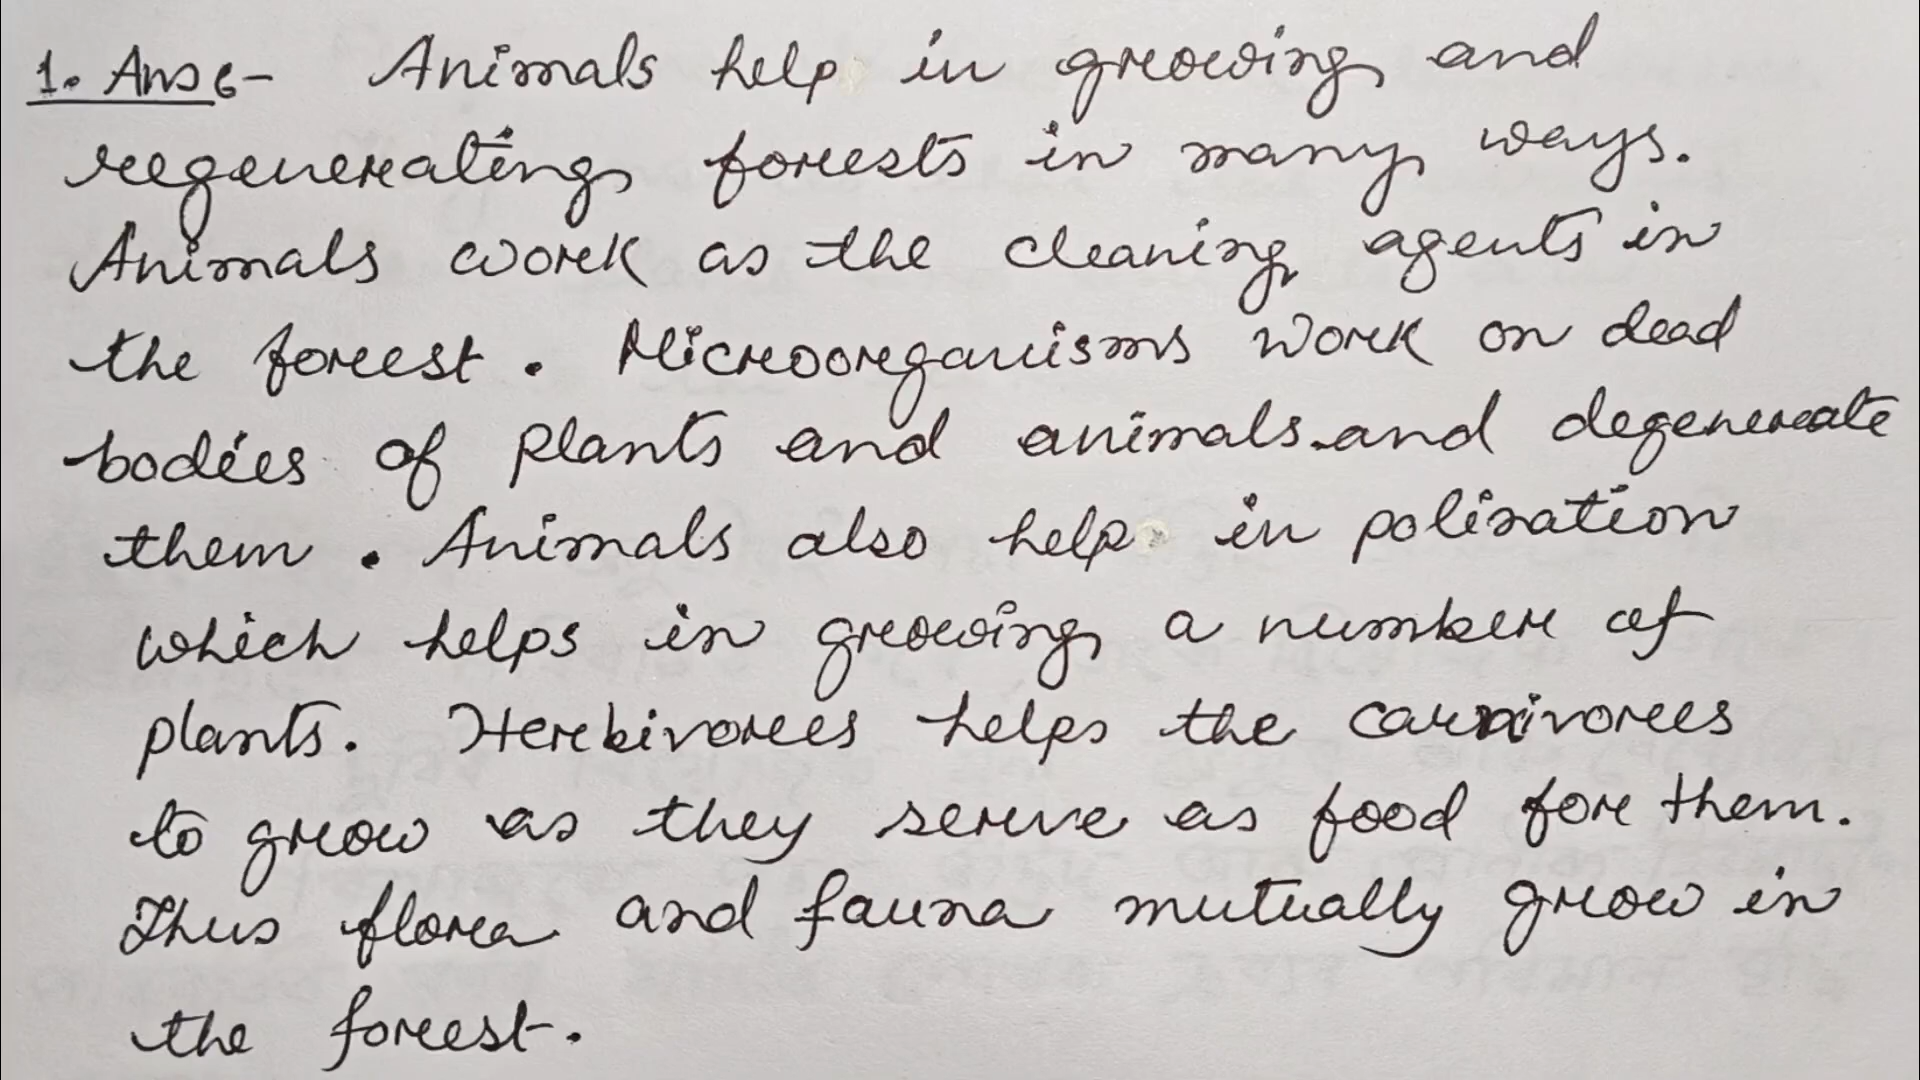 1. Ans :- Animals help in growing and
regenerating forests in many ways.
Animals work as the cleaning agents in
the forest. Microorganisms work on dead
bodies of plants and animals and degenerate
them. Animals also help in polination
which helps in growing a number of
plants. Herbivores helps the carnivores
to grow as they serve as food for them.
Thus flora and fauna mutually grow in
the forest.